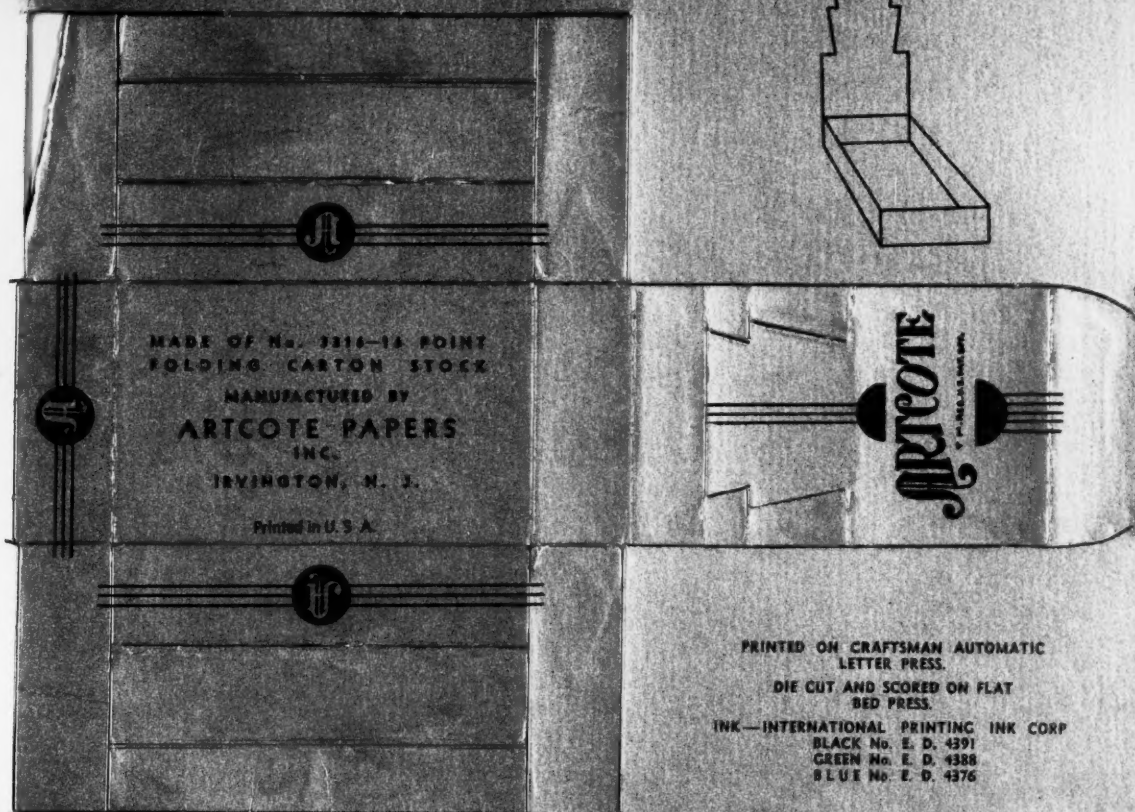 MADE OF No. 3316-16 POINT
FOLDING CARTON STOCK
MANUFACTURED BY
ARTCOTE PAPERS
INC.
IRVINGTON, N. J.
Printed in U. S. A.
ARTCOTE
PRINTED ON CRAFTSMAN AUTOMATIC
LETTER PRESS.
DIE CUT AND SCORED ON FLAT
BED PRESS.
INK—INTERNATIONAL PRINTING INK CORP
BLACK No. E. D. 4391
GREEN No. E. D. 4388
BLUE No. E. D. 4376